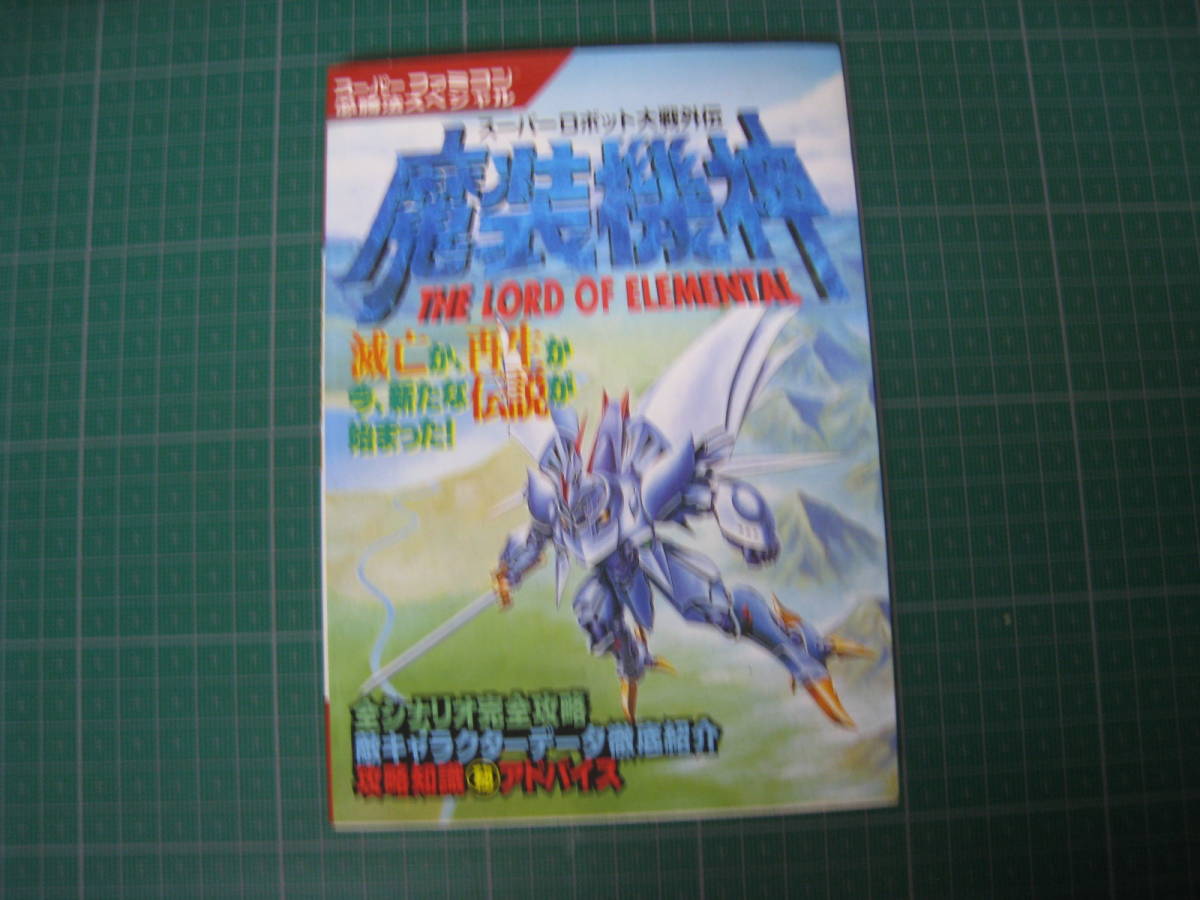 スーパーファミコン
必勝法スペシャル
スーパーロボット大戦外伝
魔装機神
THE LORD OF ELEMENTAL
滅亡か、再生か
今、新たな伝説が
始まった!
全シナリオ完全攻略
敵キャラクターデータ徹底紹介
攻略知識㊙アドバイス